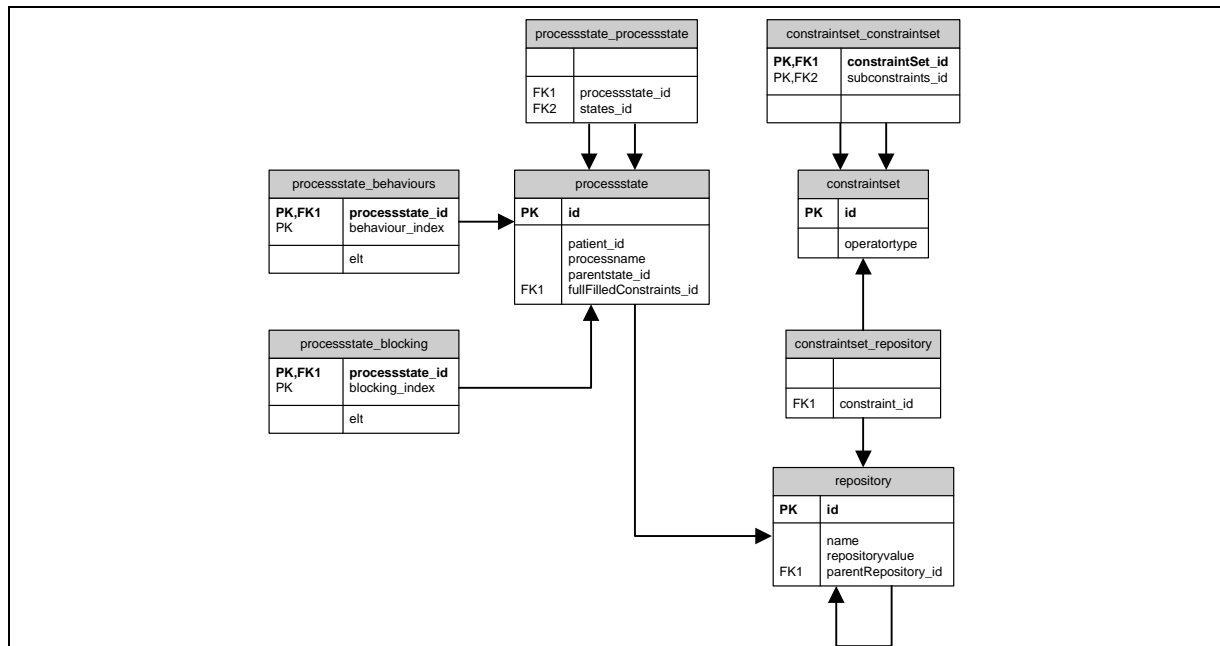 processstate_processstate
FK1 processstate_id
FK2 states_id
constraintset_constraintset
PK,FK1 constraintSet_id
PK,FK2 subconstraints_id
processstate_behaviours
PK,FK1 processstate_id
PK behaviour_index
elt
processstate
PK id
patient_id
processname
parentstate_id
FK1 fullFilledConstraints_id
constraintset
PK id
operatortype
processstate_blocking
PK,FK1 processstate_id
PK blocking_index
elt
constraintset_repository
FK1 constraint_id
repository
PK id
name
repositoryvalue
FK1 parentRepository_id